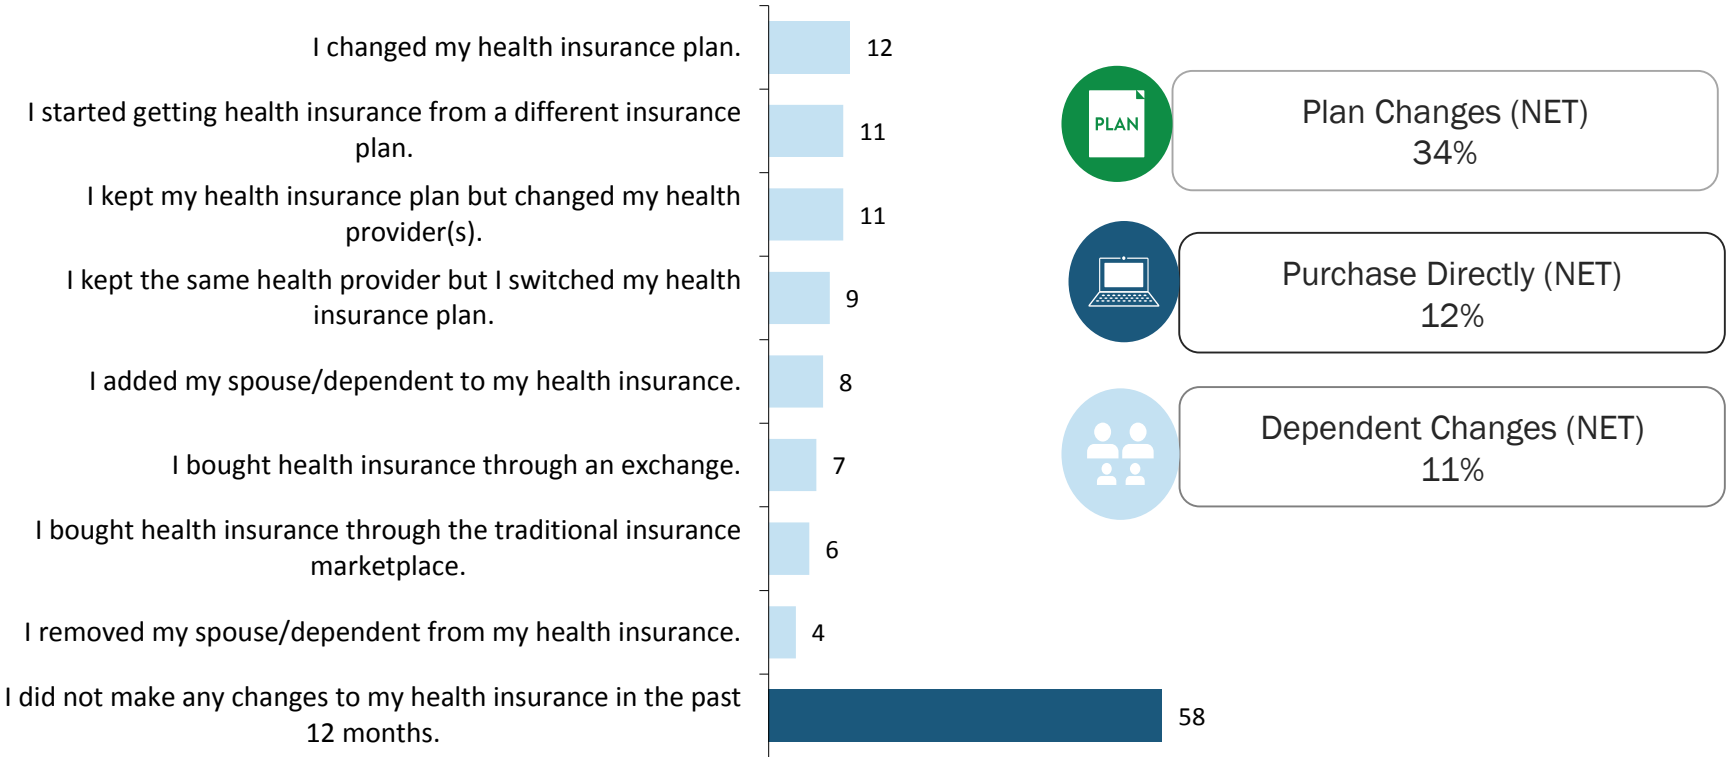 I changed my health insurance plan.
12
I started getting health insurance from a different insurance
plan.
11
I kept my health insurance plan but changed my health
provider(s).
11
I kept the same health provider but I switched my health
insurance plan.
9
I added my spouse/dependent to my health insurance.
8
I bought health insurance through an exchange.
7
I bought health insurance through the traditional insurance
marketplace.
6
I removed my spouse/dependent from my health insurance.
4
I did not make any changes to my health insurance in the past
12 months.
58
PLAN
Plan Changes (NET)
34%
Purchase Directly (NET)
12%
Dependent Changes (NET)
11%